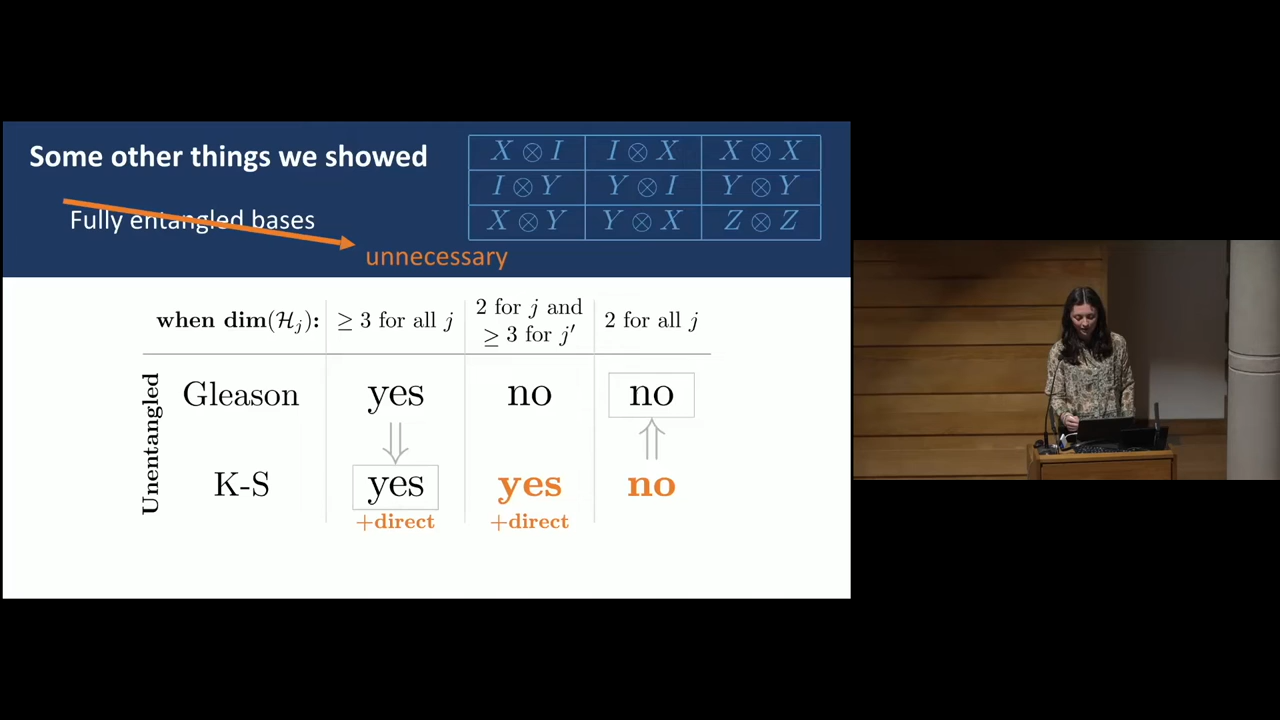 Some other things we showed
Fully entangled bases
unnecessary
X ⊗ I I ⊗ X X ⊗ X
I ⊗ Y Y ⊗ I Y ⊗ Y
X ⊗ Y Y ⊗ X Z ⊗ Z
when dim(ℋⱼ): ≥ 3 for all j 2 for j and ≥ 3 for j′ 2 for all j
Unentangled
Gleason yes no no
K-S yes yes no
+direct +direct